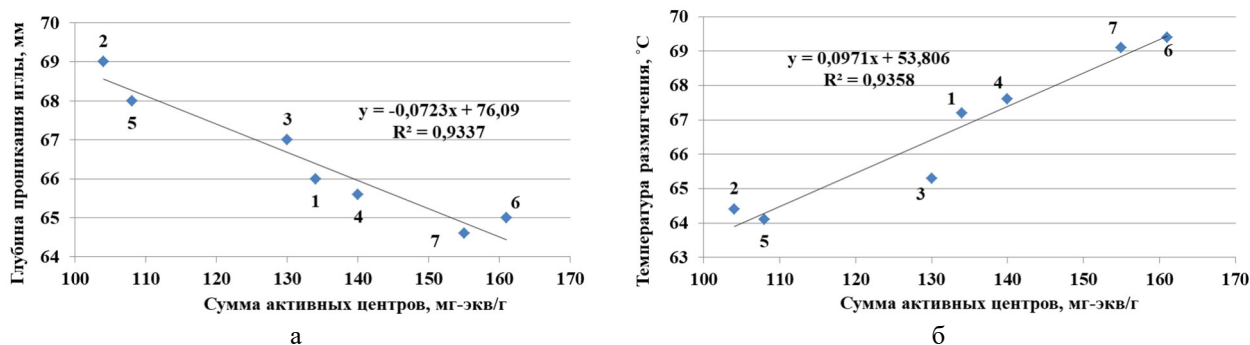 Глубина проникания иглы, мм
70
69
68
67
66
65
64
2
5
3
1
4
7
6
y = -0,0723x + 76,09
R² = 0,9337
100 110 120 130 140 150 160 170
Сумма активных центров, мг-экв/г
а
Температура размягчения, ˚С
70
69
68
67
66
65
64
63
2
5
3
1
4
7
6
y = 0,0971x + 53,806
R² = 0,9358
100 110 120 130 140 150 160 170
Сумма активных центров, мг-экв/г
б